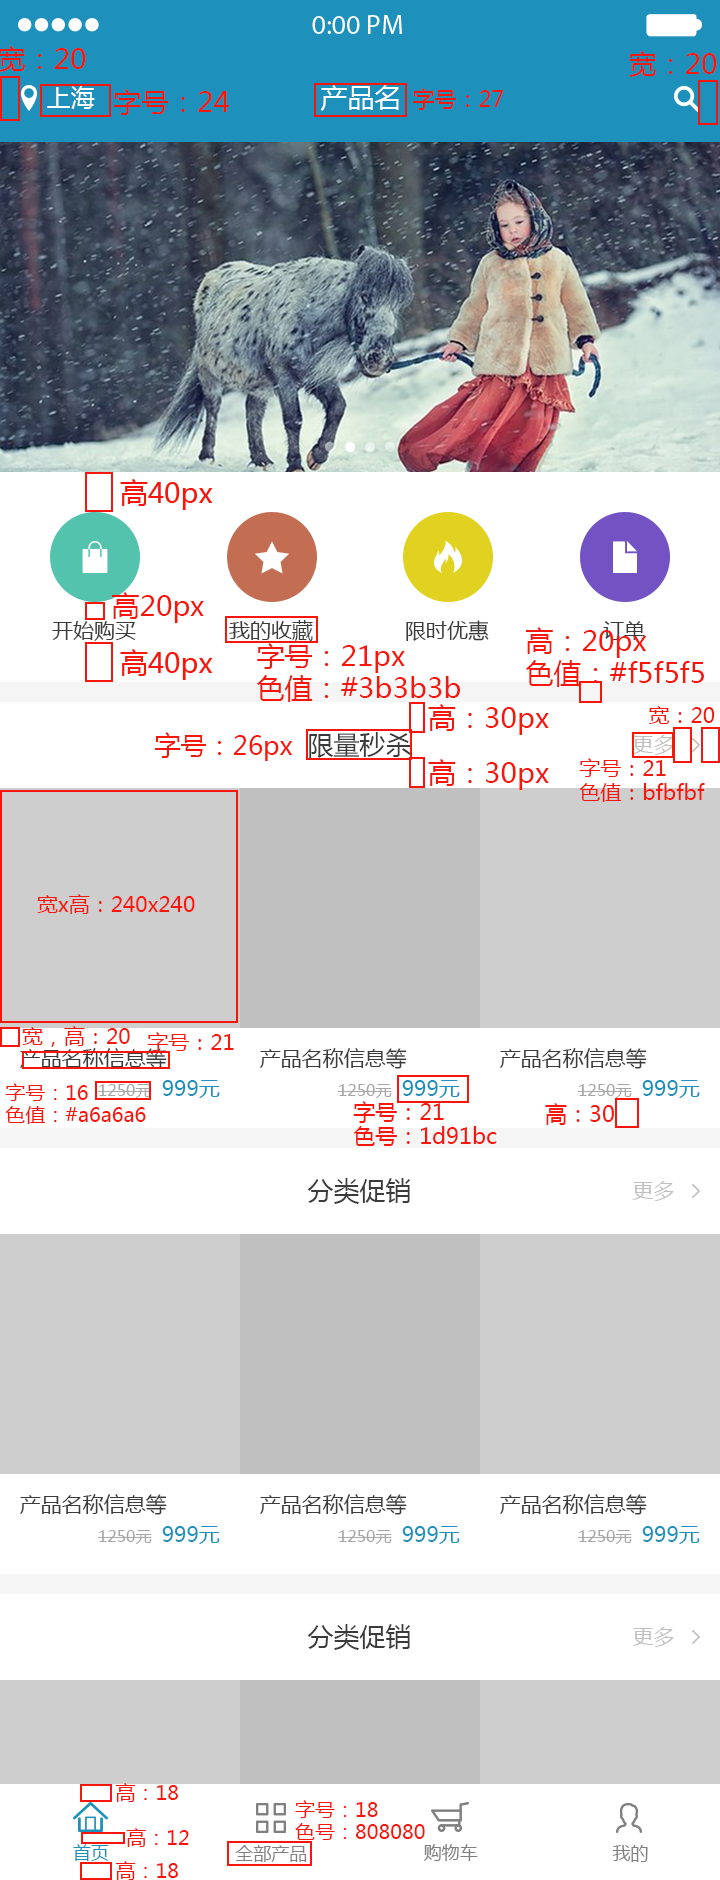 0:00 PM
宽：20
宽：20
上海
字号：24
产品名
字号：27
高40px
高20px
开始购买
我的收藏
限时优惠
订单
高40px
字号：21px
色值：#3b3b3b
高：20px
色值：#f5f5f5
高：30px
宽：20
字号：26px
限量秒杀
更多
高：30px
字号：21
色值：bfbfbf
宽x高：240x240
宽，高：20
字号：21
产品名称信息等
产品名称信息等
产品名称信息等
字号：16
色值：#a6a6a6
1250元 999元
1250元 999元
1250元 999元
字号：21
色号：1d91bc
高：30
分类促销
更多
产品名称信息等
产品名称信息等
产品名称信息等
1250元 999元
1250元 999元
1250元 999元
分类促销
更多
高：18
字号：18
色号：808080
高：12
首页
全部产品
购物车
我的
高：18